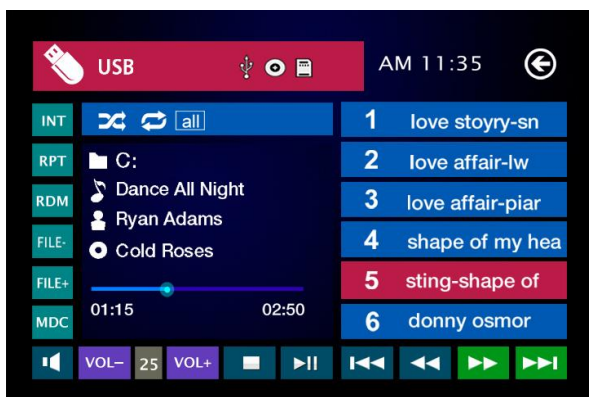 USB
AM 11:35
INT
all
RPT
C:
RDM
Dance All Night
Ryan Adams
FILE-
Cold Roses
FILE+
01:15 02:50
MDC
1 love stoyry-sn
2 love affair-lw
3 love affair-piar
4 shape of my hea
5 sting-shape of
6 donny osmor
VOL- 25 VOL+